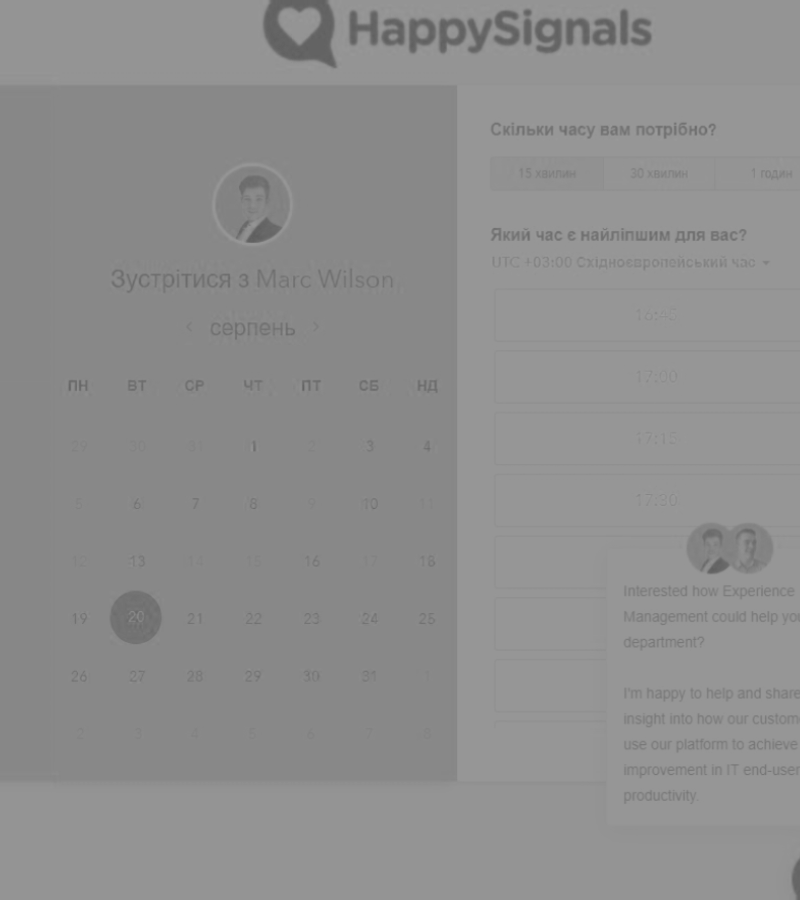 HappySignals
Зустрітися з Marc Wilson
серпень
ПН ВТ СР ЧТ ПТ СБ НД
29 30 31 1 2 3 4
5 6 7 8 9 10 11
12 13 14 15 16 17 18
19 20 21 22 23 24 25
26 27 28 29 30 31 1
2 3 4 5 6 7 8
Скільки часу вам потрібно?
15 хвилин 30 хвилин 1 годин
Який час є найліпшим для вас?
UTC +03:00 Східноєвропейський час
16:45
17:00
17:15
17:30
Interested how Experience
Management could help you
department?
I'm happy to help and share
insight into how our custom
use our platform to achieve
improvement in IT end-user
productivity.